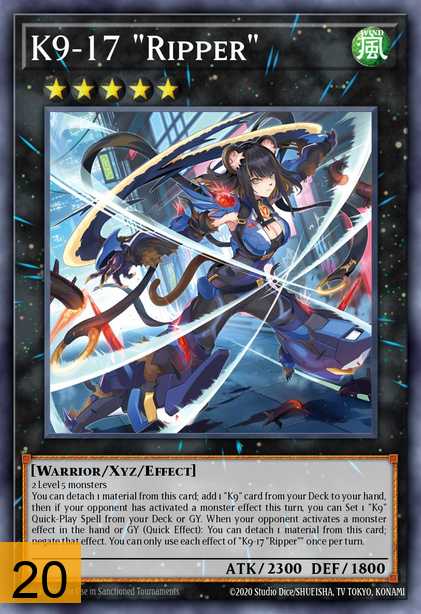 K9-17 "Ripper"
WIND
風
[Warrior/Xyz/Effect]
2 Level 5 monsters
You can detach 1 material from this card; add 1 "K9" card from your Deck to your hand,
then if your opponent has activated a monster effect this turn, you can Set 1 "K9"
Quick-Play Spell from your Deck or GY. When your opponent activates a monster
effect in the hand or GY (Quick Effect): You can detach 1 material from this card;
negate that effect. You can only use each effect of "K9-17 "Ripper"" once per turn.
ATK/2300 DEF/1800
20
Use in Sanctioned Tournaments
©2020 Studio Dice/SHUEISHA, TV TOKYO, KONAMI